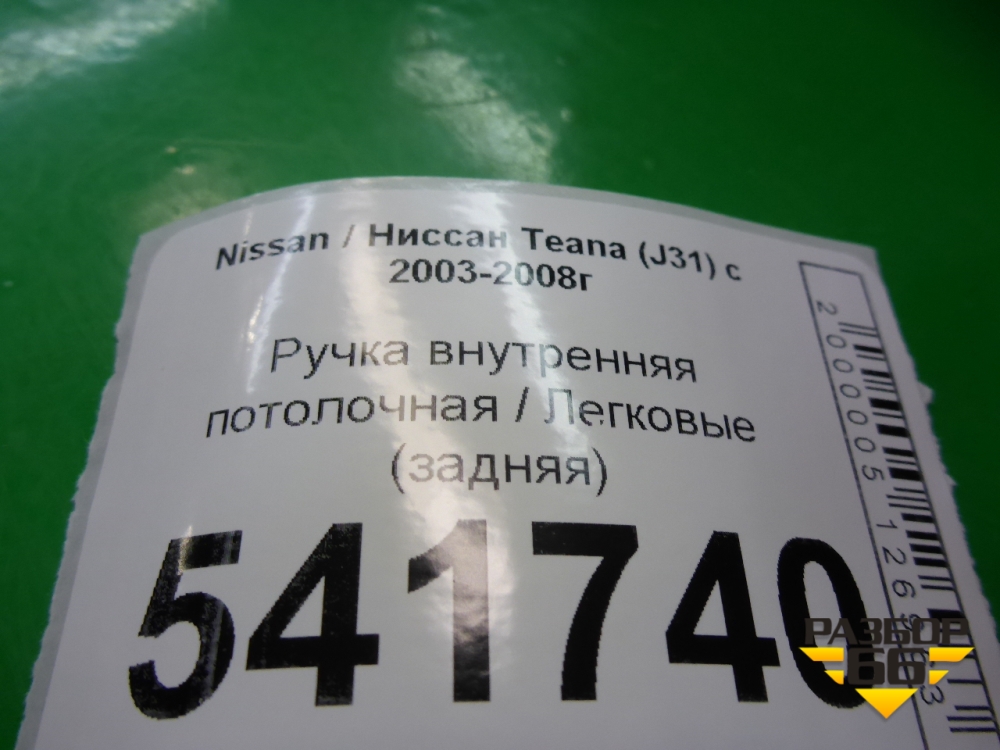 Nissan / Ниссан Teana (J31) с
2003-2008г
Ручка внутренняя
потолочная / Легковые
(задняя)
541740
РАЗБОР
66